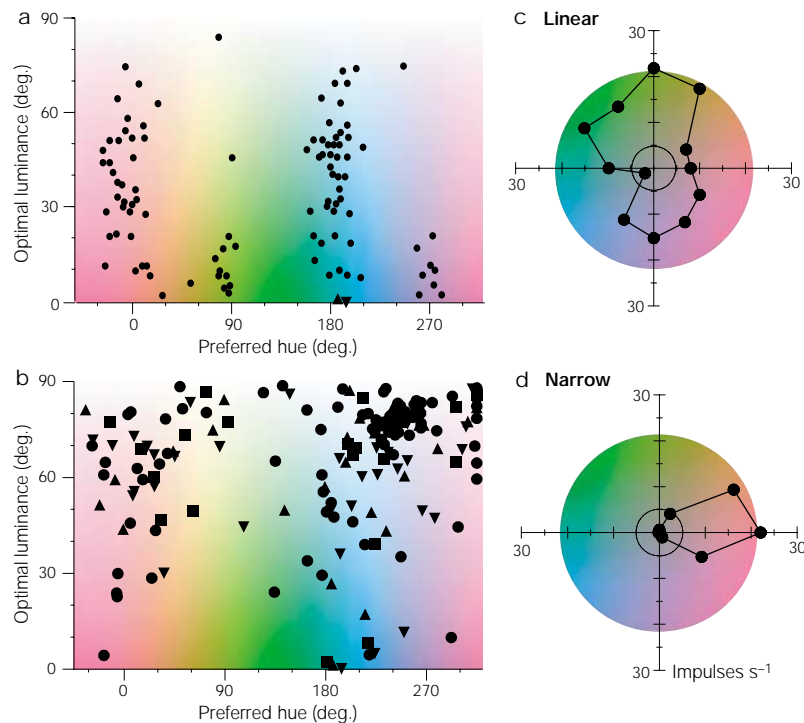 a
90
60
30
0
Optimal luminance (deg.)
0 90 180 270
Preferred hue (deg.)
b
90
60
30
0
Optimal luminance (deg.)
0 90 180 270
Preferred hue (deg.)
c Linear
30
30
30
30
d Narrow
30
30
30
30
Impulses s⁻¹